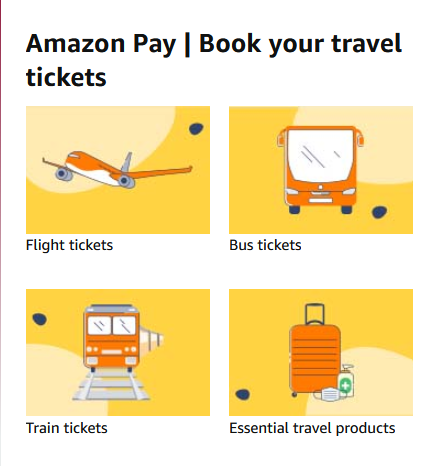 Amazon Pay | Book your travel
tickets
Flight tickets
Bus tickets
Train tickets
Essential travel products